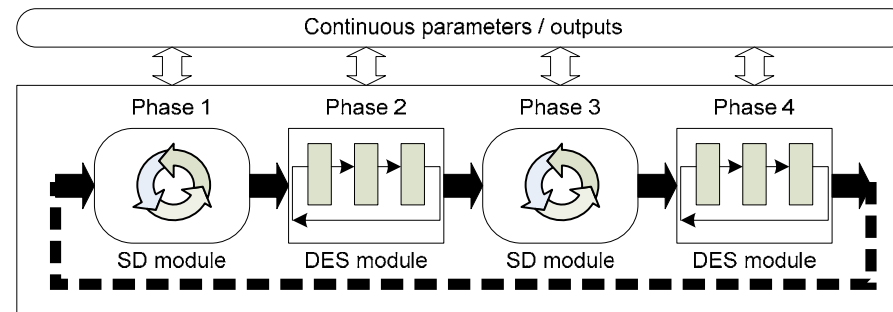 Continuous parameters / outputs
Phase 1 Phase 2 Phase 3 Phase 4
SD module DES module SD module DES module